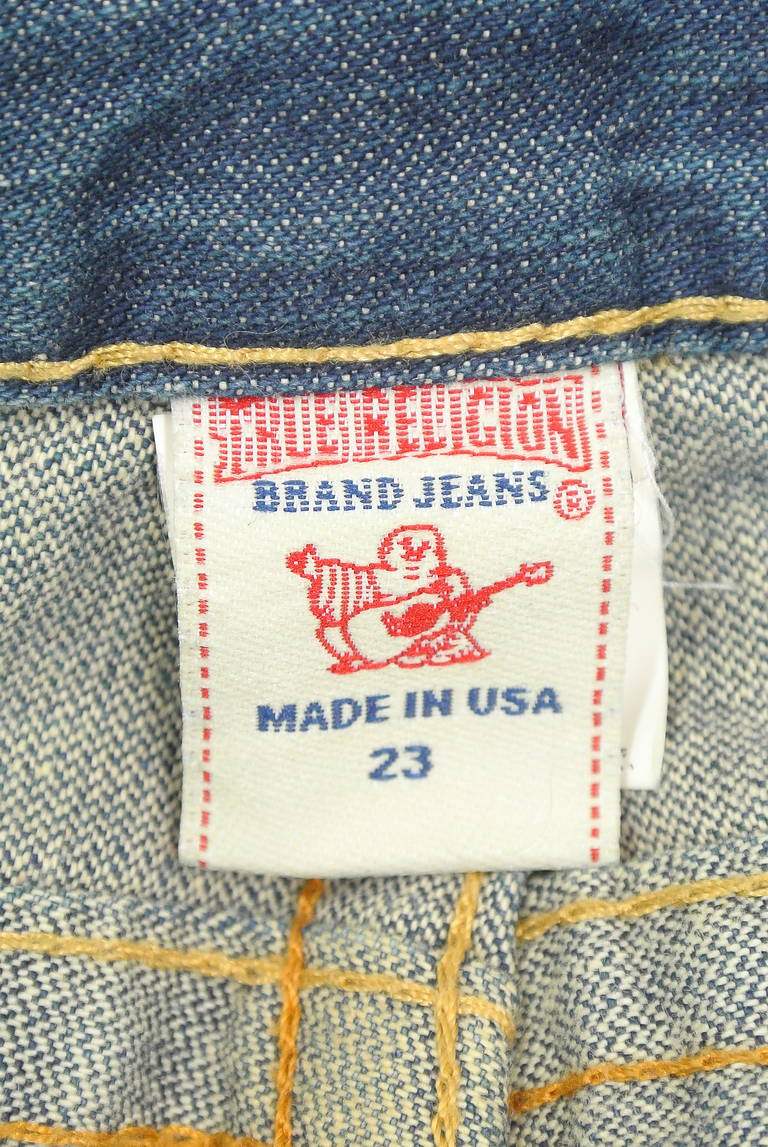 TRUE RELIGION
BRAND JEANS ®
MADE IN USA
23